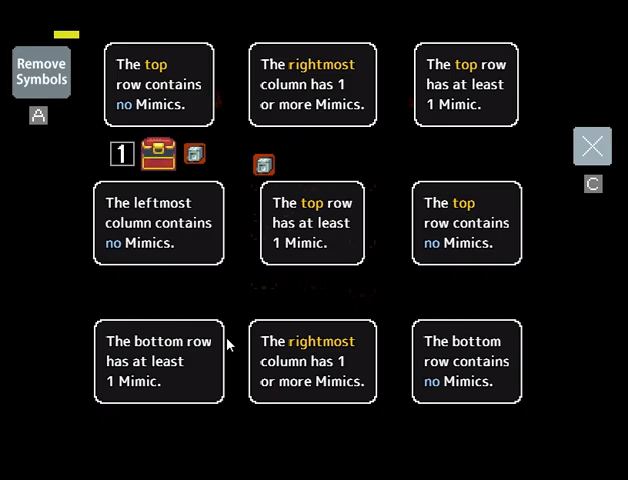 Remove
Symbols
A
The top
row contains
no Mimics.
The rightmost
column has 1
or more Mimics.
The top row
has at least
1 Mimic.
1
C
The leftmost
column contains
no Mimics.
The top row
has at least
1 Mimic.
The top
row contains
no Mimics.
The bottom row
has at least
1 Mimic.
The rightmost
column has 1
or more Mimics.
The bottom
row contains
no Mimics.